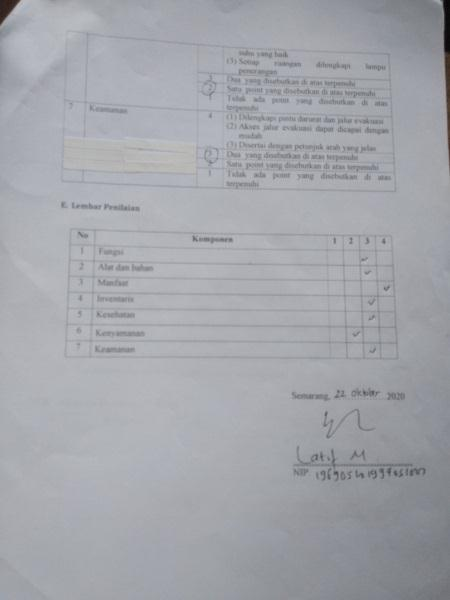 suhu yang baik
(3) Setiap ruangan dilengkapi lampu
penerangan
3 Dua yang disebutkan di atas terpenuhi
2 Satu point yang disebutkan di atas terpenuhi
1 Tidak ada point yang disebutkan di atas
terpenuhi
7 Keamanan 4 (1) Dilengkapi pintu darurat dan jalur evakuasi
(2) Akses jalur evakuasi dapat dicapai dengan
mudah
(3) Disertai dengan petunjuk arah yang jelas
3 Dua yang disebutkan di atas terpenuhi
2 Satu point yang disebutkan di atas terpenuhi
1 Tidak ada point yang disebutkan di atas
terpenuhi
E. Lembar Penilaian
No Komponen 1 2 3 4
1 Fungsi ✓
2 Alat dan bahan ✓
3 Manfaat ✓
4 Inventaris ✓
5 Kesehatan ✓
6 Kenyamanan ✓
7 Keamanan ✓
Semarang, 22 oktober 2020
Latif M
NIP.